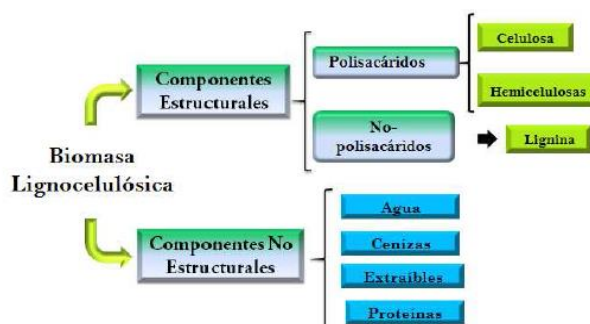 Biomasa
Lignocelulósica
Componentes
Estructurales
Polisacáridos
Celulosa
Hemicelulosas
No-
polisacáridos
Lignina
Componentes No
Estructurales
Agua
Cenizas
Extraíbles
Proteínas